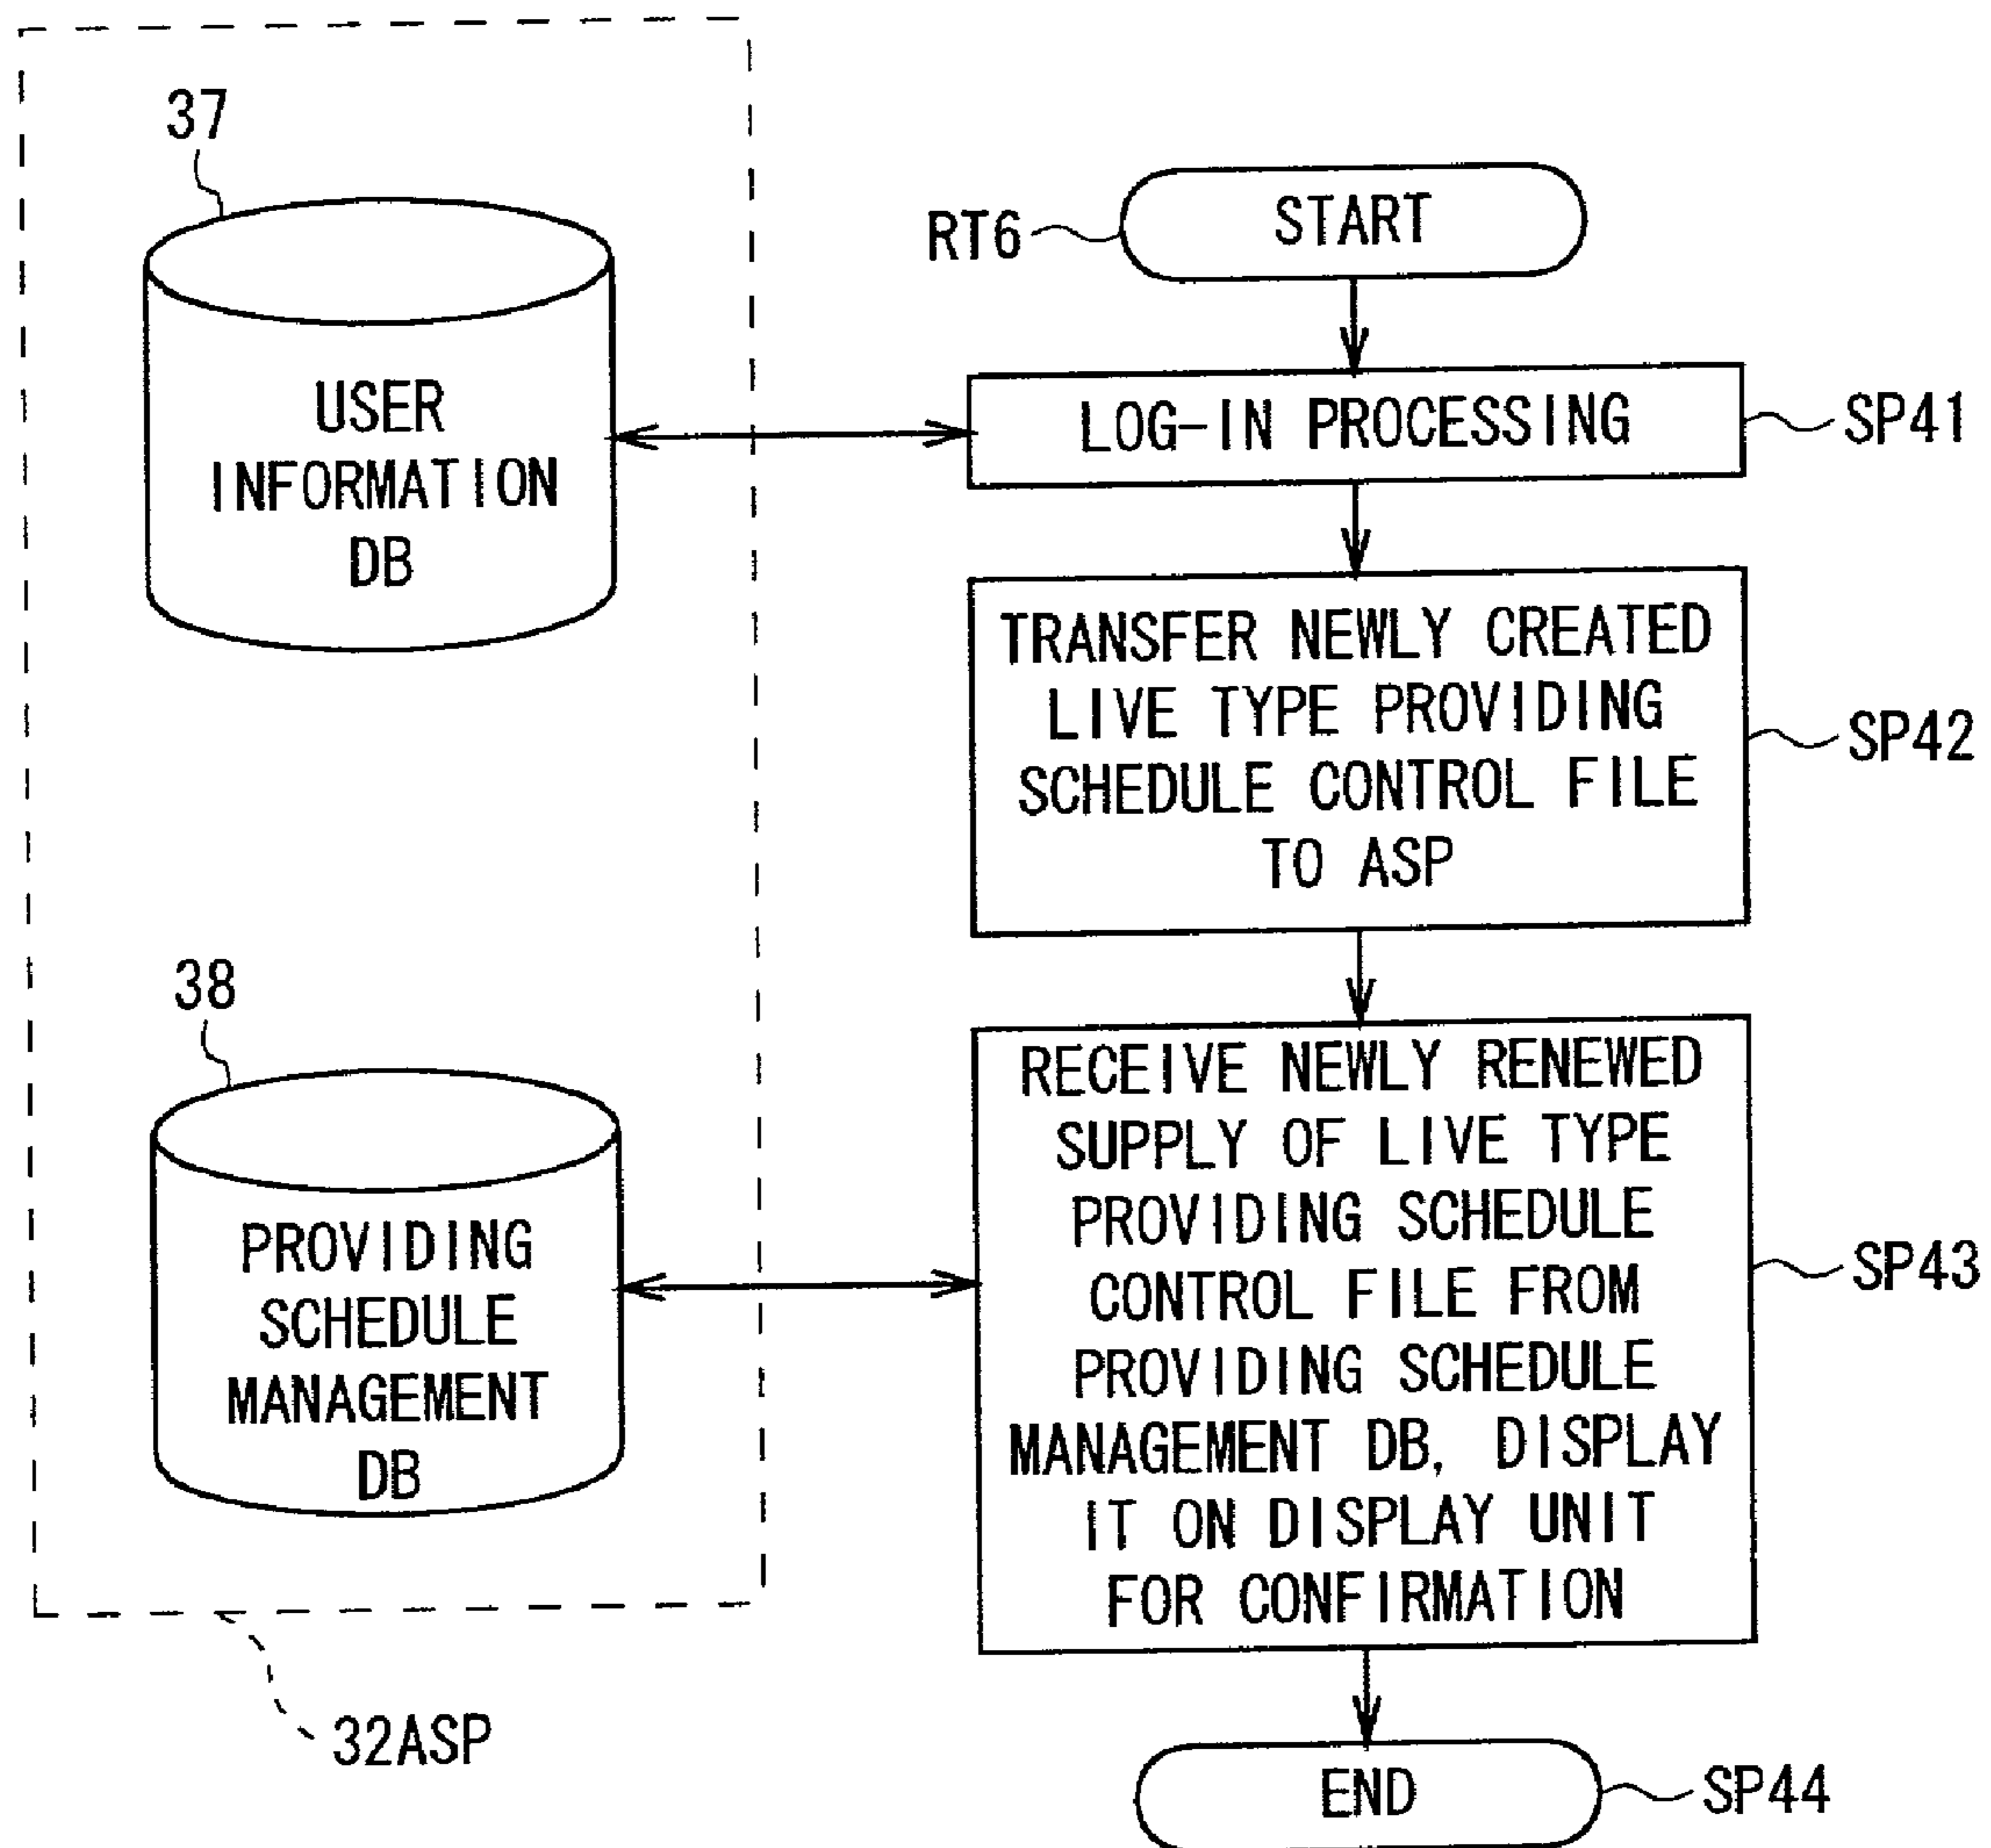 37
USER
INFORMATION
DB
38
PROVIDING
SCHEDULE
MANAGEMENT
DB
32ASP
RT6
START
LOG-IN PROCESSING
SP41
TRANSFER NEWLY CREATED
LIVE TYPE PROVIDING
SCHEDULE CONTROL FILE
TO ASP
SP42
RECEIVE NEWLY RENEWED
SUPPLY OF LIVE TYPE
PROVIDING SCHEDULE
CONTROL FILE FROM
PROVIDING SCHEDULE
MANAGEMENT DB, DISPLAY
IT ON DISPLAY UNIT
FOR CONFIRMATION
SP43
END
SP44